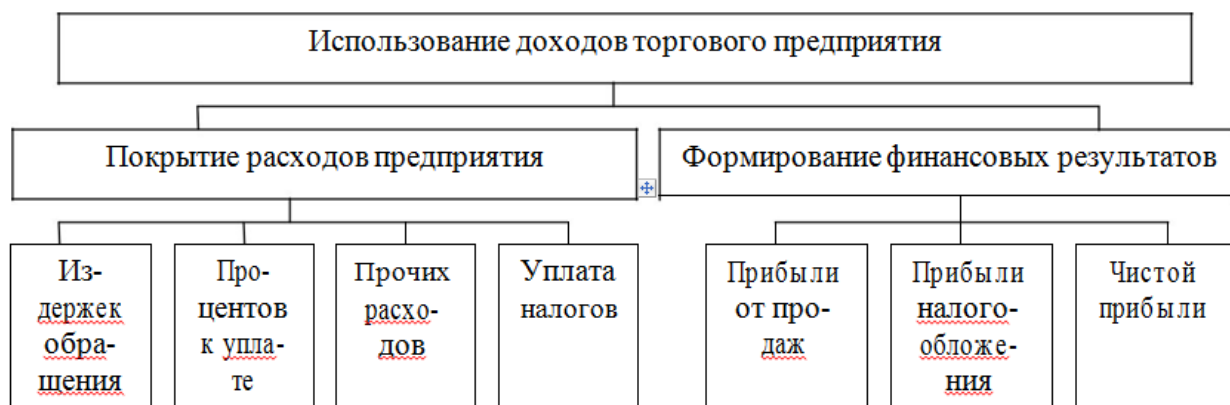 Использование доходов торгового предприятия
Покрытие расходов предприятия
Формирование финансовых результатов
Из-
держек
обра-
щения
Про-
центов
к упла-
те
Прочих
расхо-
дов
Уплата
налогов
Прибыли
от про-
даж
Прибыли
налого-
обложе-
ния
Чистой
прибыли